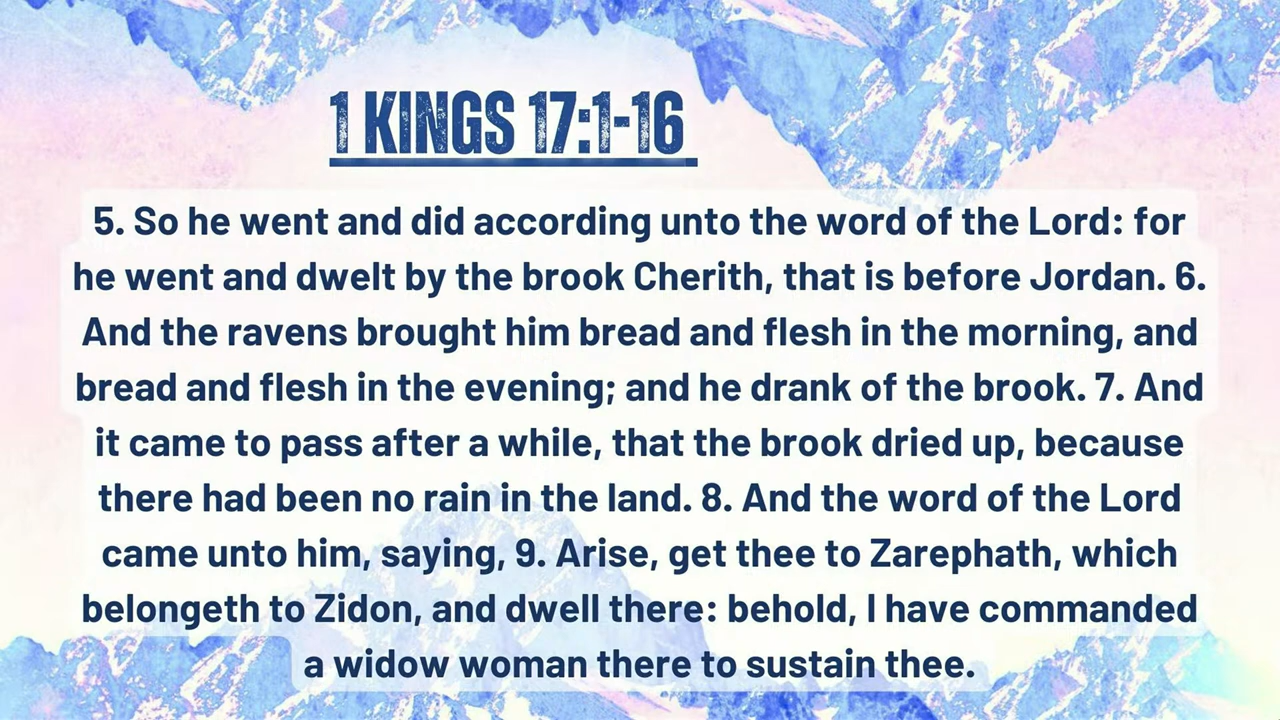 1 KINGS 17:1-16
5. So he went and did according unto the word of the Lord: for
he went and dwelt by the brook Cherith, that is before Jordan. 6.
And the ravens brought him bread and flesh in the morning, and
bread and flesh in the evening; and he drank of the brook. 7. And
it came to pass after a while, that the brook dried up, because
there had been no rain in the land. 8. And the word of the Lord
came unto him, saying, 9. Arise, get thee to Zarephath, which
belongeth to Zidon, and dwell there: behold, I have commanded
a widow woman there to sustain thee.